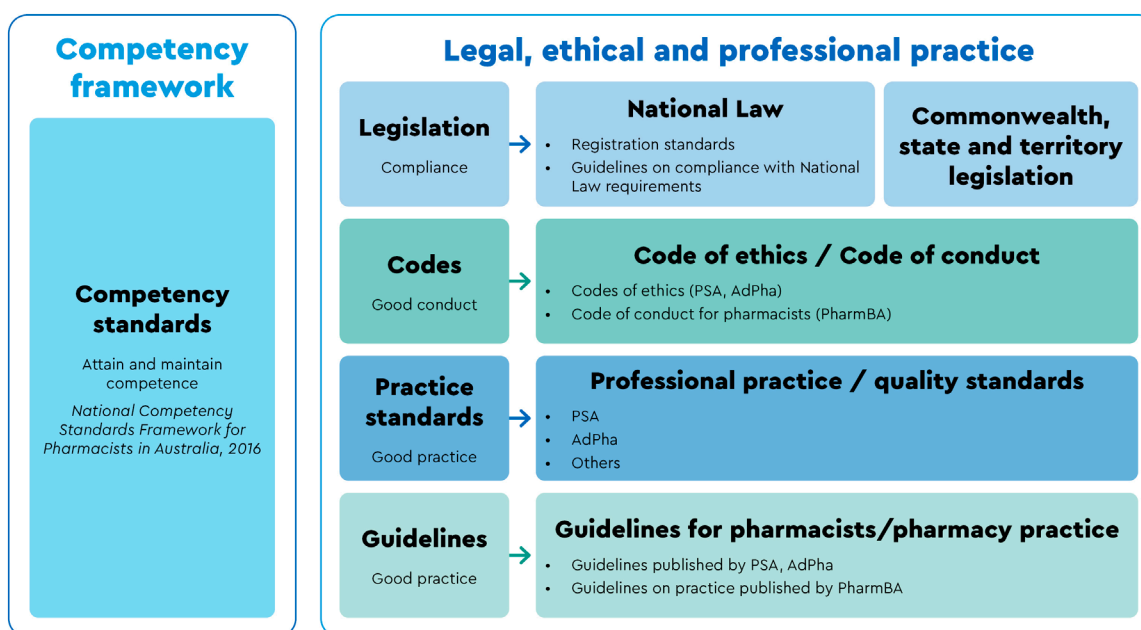 Competency
framework
Competency
standards
Attain and maintain
competence
National Competency
Standards Framework for
Pharmacists in Australia, 2016
Legal, ethical and professional practice
Legislation
Compliance
National Law
• Registration standards
• Guidelines on compliance with National
Law requirements
Commonwealth,
state and territory
legislation
Codes
Good conduct
Code of ethics / Code of conduct
• Codes of ethics (PSA, AdPha)
• Code of conduct for pharmacists (PharmBA)
Practice
standards
Good practice
Professional practice / quality standards
• PSA
• AdPha
• Others
Guidelines
Good practice
Guidelines for pharmacists/pharmacy practice
• Guidelines published by PSA, AdPha
• Guidelines on practice published by PharmBA